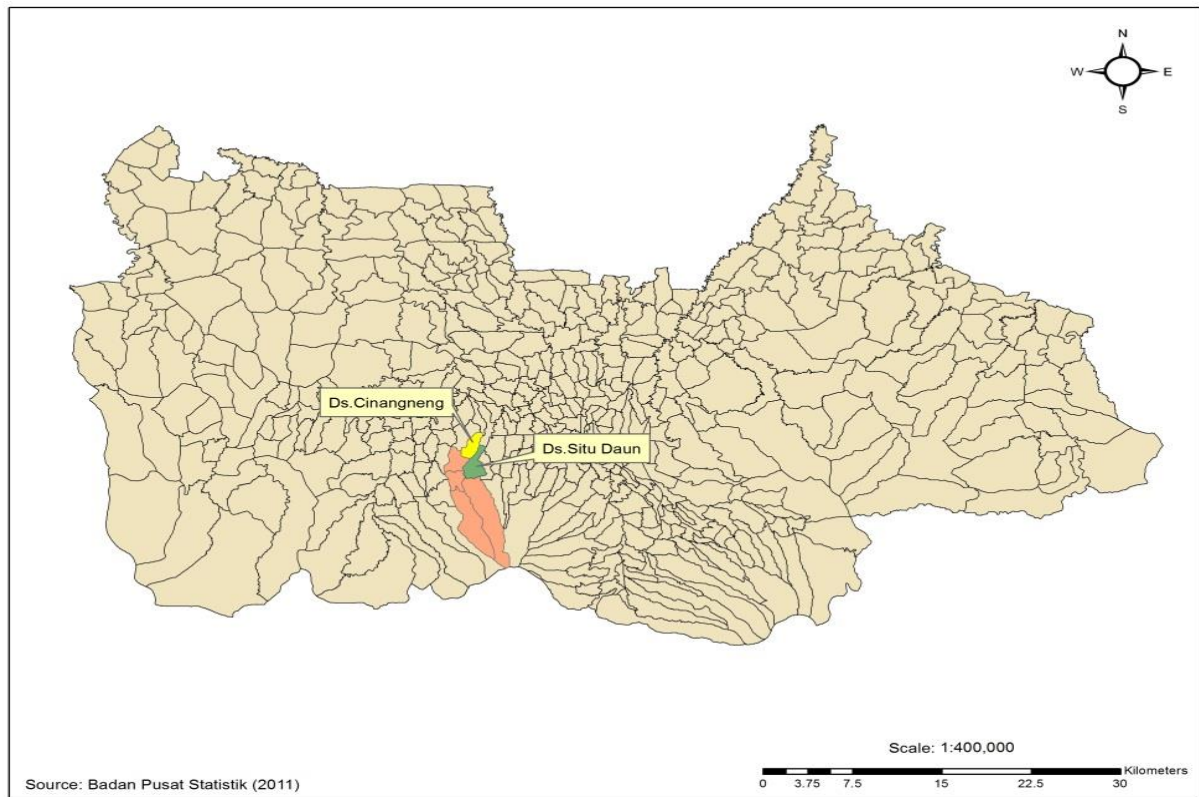 N
W E
S
Ds.Cinangneng
Ds.Situ Daun
Scale: 1:400,000
Kilometers
0 3.75 7.5 15 22.5 30
Source: Badan Pusat Statistik (2011)